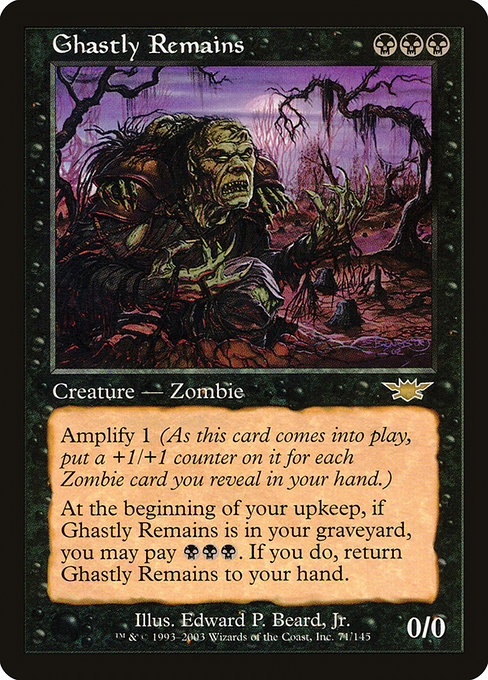 Ghastly Remains
Creature — Zombie
Amplify 1 (As this card comes into play,
put a +1/+1 counter on it for each
Zombie card you reveal in your hand.)
At the beginning of your upkeep, if
Ghastly Remains is in your graveyard,
you may pay . If you do, return
Ghastly Remains to your hand.
Illus. Edward P. Beard, Jr.
™ & © 1993-2003 Wizards of the Coast, Inc. 71/145
0/0